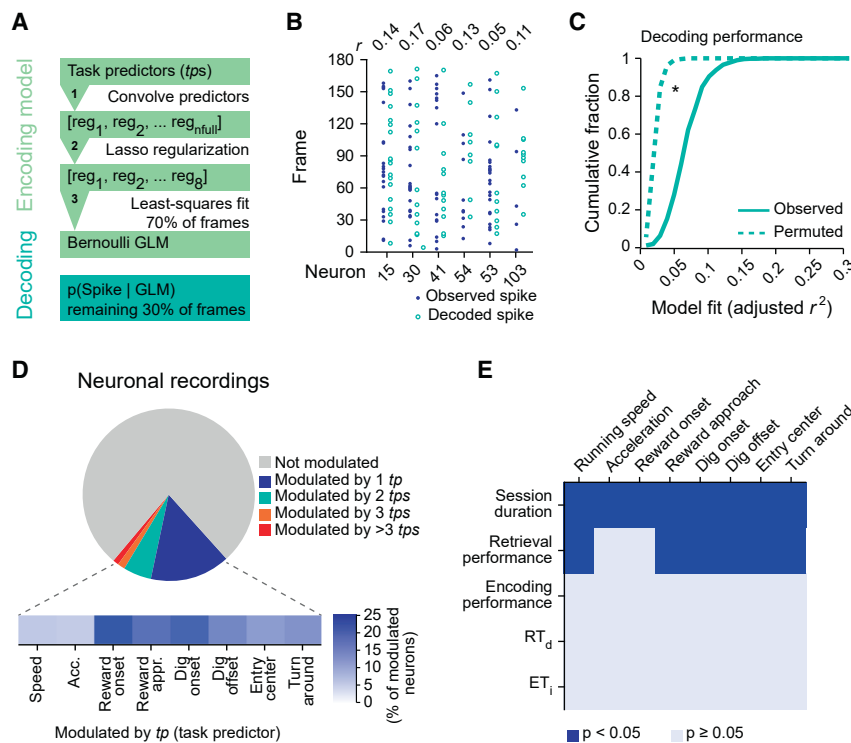 A
Encoding model
Decoding
Task predictors (tps)
1
Convolve predictors
[reg1, reg2, ... regnfull]
2
Lasso regularization
[reg1, reg2, ... reg8]
3
Least-squares fit
70% of frames
Bernoulli GLM
p(Spike | GLM)
remaining 30% of frames
B
r 0.14 0.17 0.06 0.13 0.05 0.11
180
150
120
90
60
30
0
Frame
Neuron 15 30 41 54 53 103
Observed spike
Decoded spike
C
Decoding performance
1
0.8
0.6
0.4
0.2
0
Cumulative fraction
*
Observed
Permuted
0 0.05 0.1 0.2 0.3
Model fit (adjusted r2)
D
Neuronal recordings
Not modulated
Modulated by 1 tp
Modulated by 2 tps
Modulated by 3 tps
Modulated by >3 tps
25
20
15
10
5
0
(% of modulated
neurons)
Speed
Acc.
Reward
onset
Reward
appr.
Dig
onset
Dig
offset
Entry
center
Turn
around
Modulated by tp (task predictor)
E
Running speed
Acceleration
Reward onset
Reward approach
Dig onset
Dig offset
Entry center
Turn around
Session
duration
Retrieval
performance
Encoding
performance
RTd
ETi
p < 0.05
p ≥ 0.05